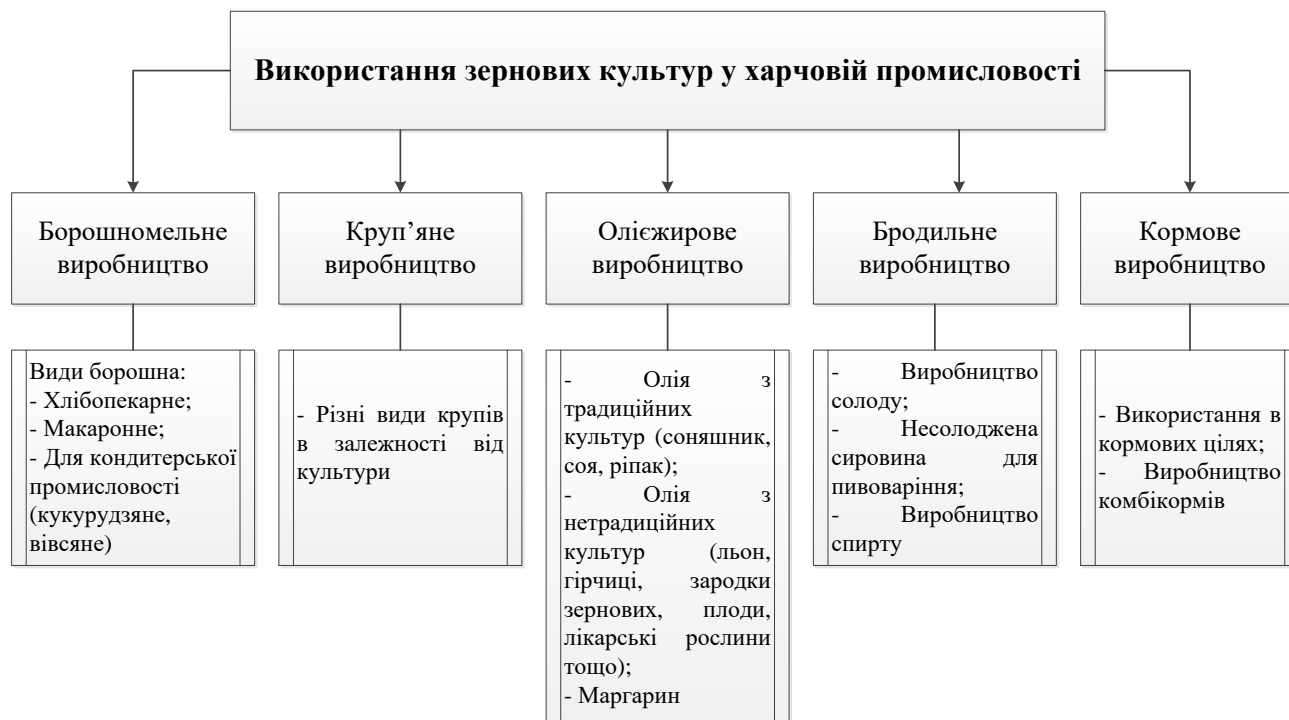 Використання зернових культур у харчовій промисловості
Борошномельне
виробництво
Круп’яне
виробництво
Олієжирове
виробництво
Бродильне
виробництво
Кормове
виробництво
Види борошна:
- Хлібопекарне;
- Макаронне;
- Для кондитерської
промисловості
(кукурудзяне,
вівсяне)
- Різні види крупів
в залежності від
культури
- Олія з
традиційних
культур (соняшник,
соя, ріпак);
- Олія з
нетрадиційних
культур (льон,
гірчиці, зародки
зернових, плоди,
лікарські рослини
тощо);
- Маргарин
- Виробництво
солоду;
- Несолоджена
сировина для
пивоваріння;
- Виробництво
спирту
- Використання в
кормових цілях;
- Виробництво
комбікормів